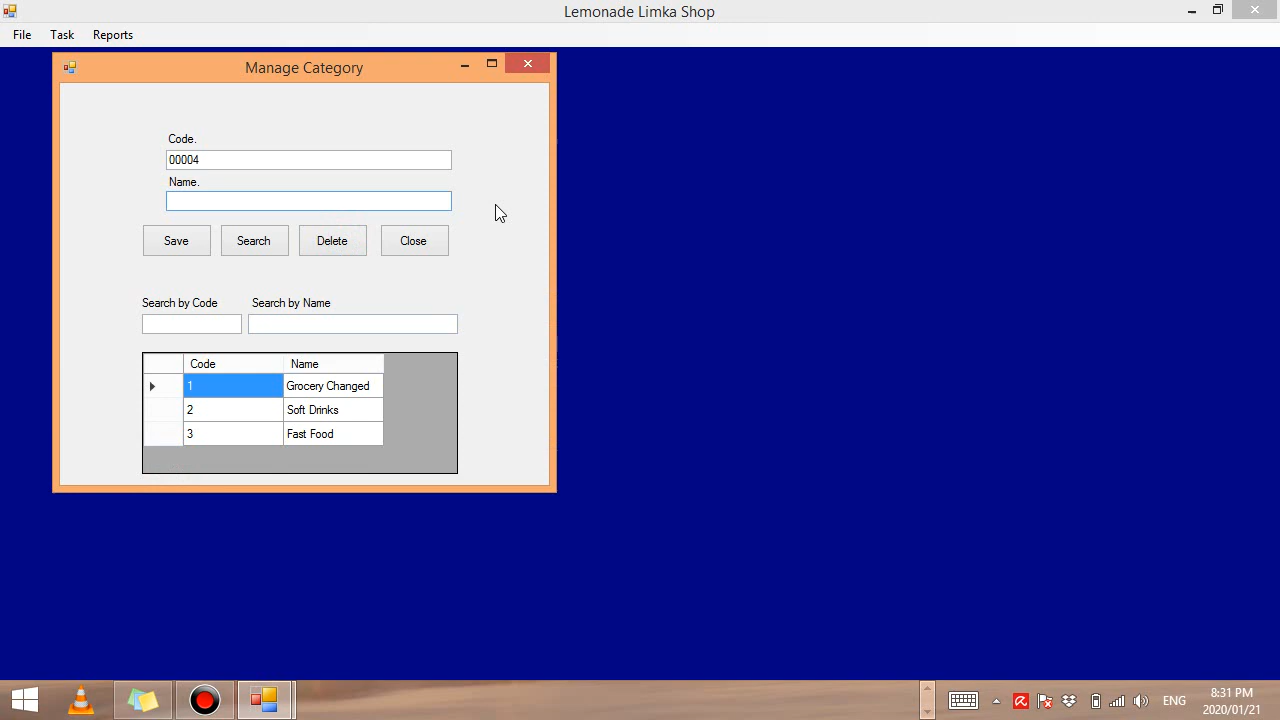 Lemonade Limka Shop
File Task Reports
Manage Category
Code.
00004
Name.
Save Search Delete Close
Search by Code Search by Name
Code Name
1 Grocery Changed
2 Soft Drinks
3 Fast Food
ENG
8:31 PM
2020/01/21